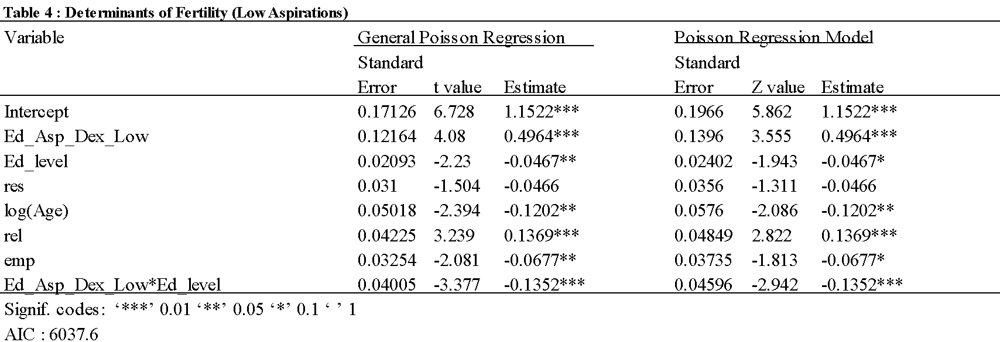 Table 4 : Determinants of Fertility (Low Aspirations)
Variable General Poisson Regression Poisson Regression Model
Standard Standard
Error t value Estimate Error Z value Estimate
Intercept 0.17126 6.728 1.1522*** 0.1966 5.862 1.1522***
Ed_Asp_Dex_Low 0.12164 4.08 0.4964*** 0.1396 3.555 0.4964***
Ed_level 0.02093 -2.23 -0.0467** 0.02402 -1.943 -0.0467*
res 0.031 -1.504 -0.0466 0.0356 -1.311 -0.0466
log(Age) 0.05018 -2.394 -0.1202** 0.0576 -2.086 -0.1202**
rel 0.04225 3.239 0.1369*** 0.04849 2.822 0.1369***
emp 0.03254 -2.081 -0.0677** 0.03735 -1.813 -0.0677*
Ed_Asp_Dex_Low*Ed_level 0.04005 -3.377 -0.1352*** 0.04596 -2.942 -0.1352***
Signif. codes: ‘***’ 0.01 ‘**’ 0.05 ‘*’ 0.1 ‘ ’ 1
AIC : 6037.6